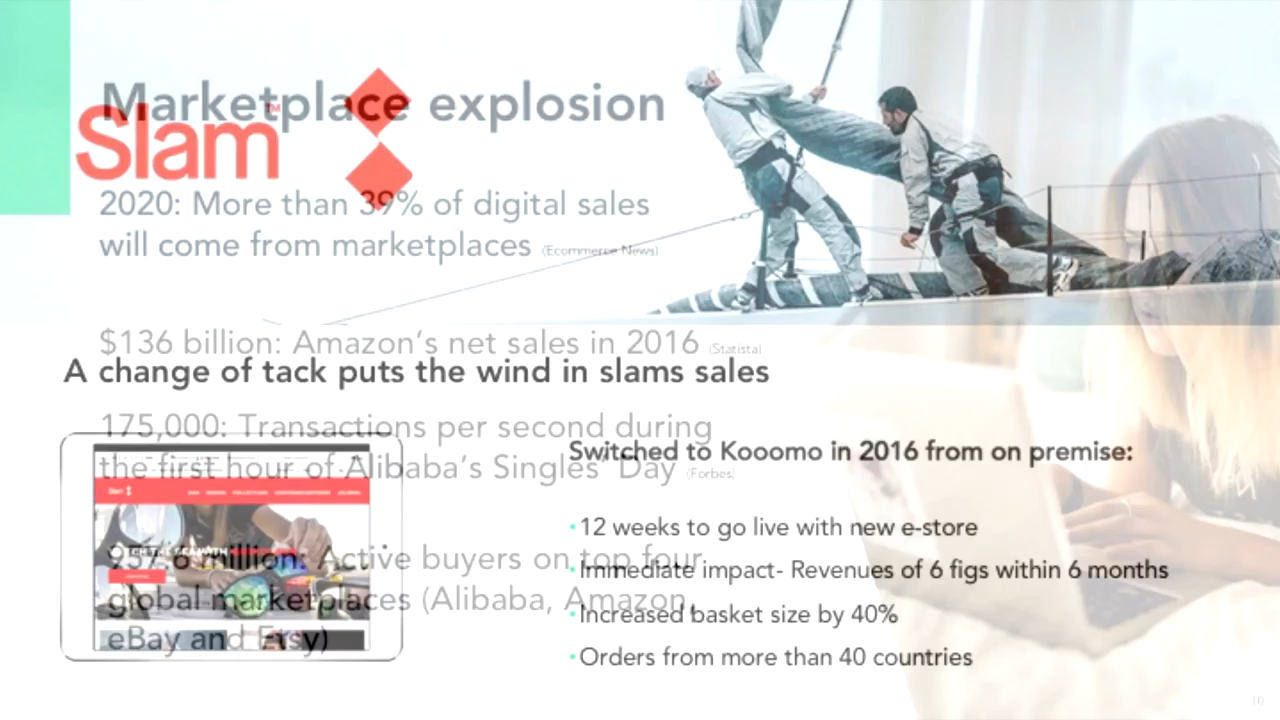 Marketplace explosion
Slam™
2020: More than 39% of digital sales
will come from marketplaces (Ecommerce News)
$136 billion: Amazon's net sales in 2016 (Statista)
A change of tack puts the wind in slams sales
175,000: Transactions per second during
the first hour of Alibaba's Singles' Day (Forbes)
Switched to Kooomo in 2016 from on premise:
Slam
•12 weeks to go live with new e-store
957.6 million: Active buyers on top four
•Immediate impact- Revenues of 6 figs within 6 months
global marketplaces (Alibaba, Amazon,
•Increased basket size by 40%
eBay and Etsy)
•Orders from more than 40 countries
10